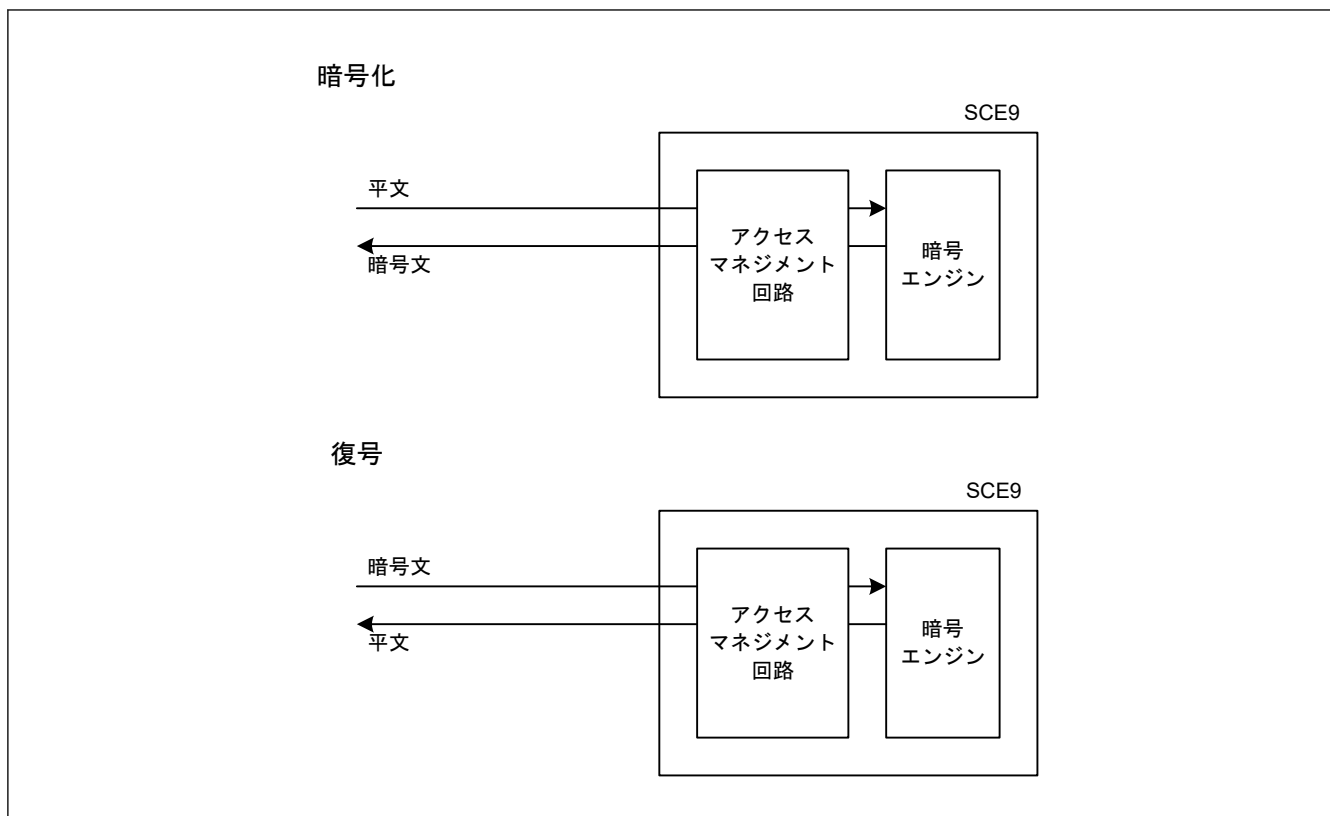 暗号化
SCE9
平文
暗号文
アクセス
マネジメント
回路
暗号
エンジン
復号
SCE9
暗号文
平文
アクセス
マネジメント
回路
暗号
エンジン